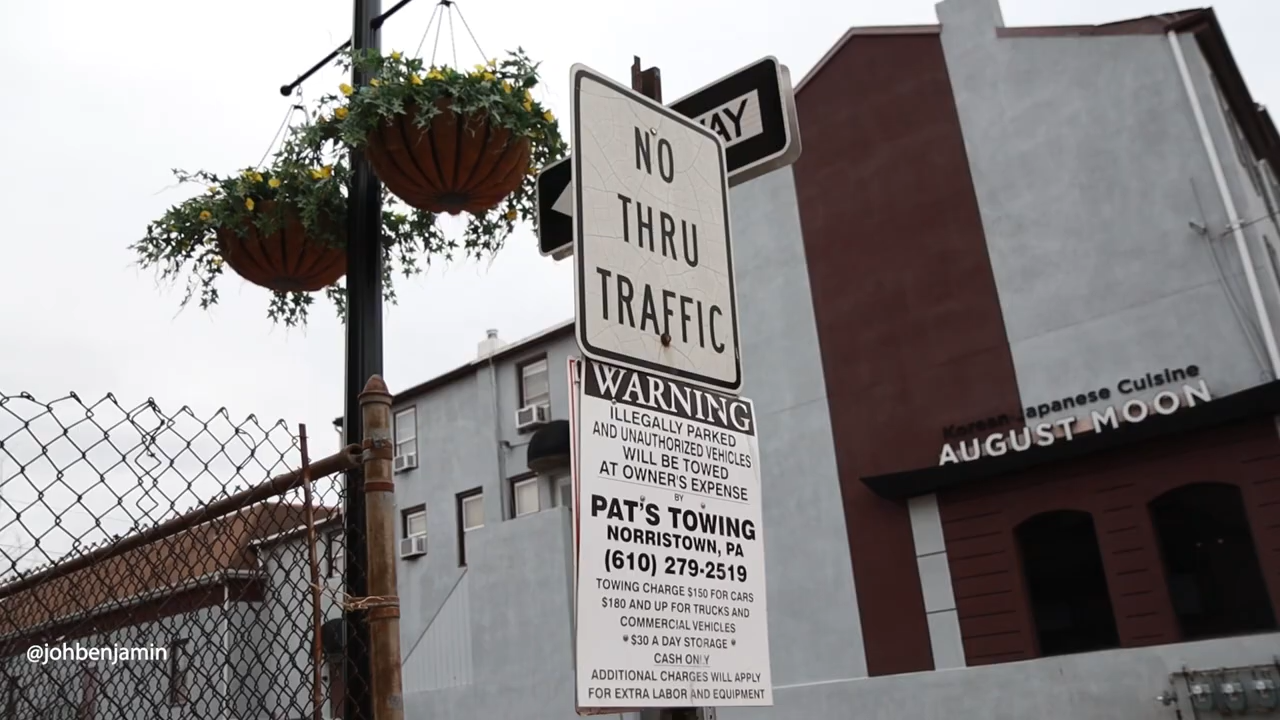 WAY
NO
THRU
TRAFFIC
WARNING
ILLEGALLY PARKED
AND UNAUTHORIZED VEHICLES
WILL BE TOWED
AT OWNER'S EXPENSE
BY
PAT'S TOWING
NORRISTOWN, PA
(610) 279-2519
TOWING CHARGE $150 FOR CARS
$180 AND UP FOR TRUCKS AND
COMMERCIAL VEHICLES
*$30 A DAY STORAGE*
CASH ONLY
ADDITIONAL CHARGES WILL APPLY
FOR EXTRA LABOR AND EQUIPMENT
Korean Japanese Cuisine
AUGUST MOON
@johbenjamin